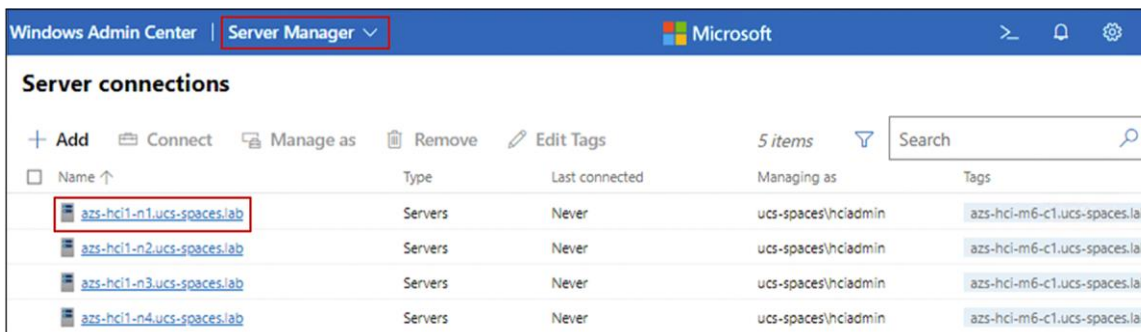 Windows Admin Center | Server Manager Microsoft
Server connections
Add Connect Manage as Remove Edit Tags 5 items Search
Name Type Last connected Managing as Tags
azs-hci1-n1.ucs-spaces.lab Servers Never ucs-spaces\hciadmin azs-hci-m6-c1.ucs-spaces.la
azs-hci1-n2.ucs-spaces.lab Servers Never ucs-spaces\hciadmin azs-hci-m6-c1.ucs-spaces.la
azs-hci1-n3.ucs-spaces.lab Servers Never ucs-spaces\hciadmin azs-hci-m6-c1.ucs-spaces.la
azs-hci1-n4.ucs-spaces.lab Servers Never ucs-spaces\hciadmin azs-hci-m6-c1.ucs-spaces.la